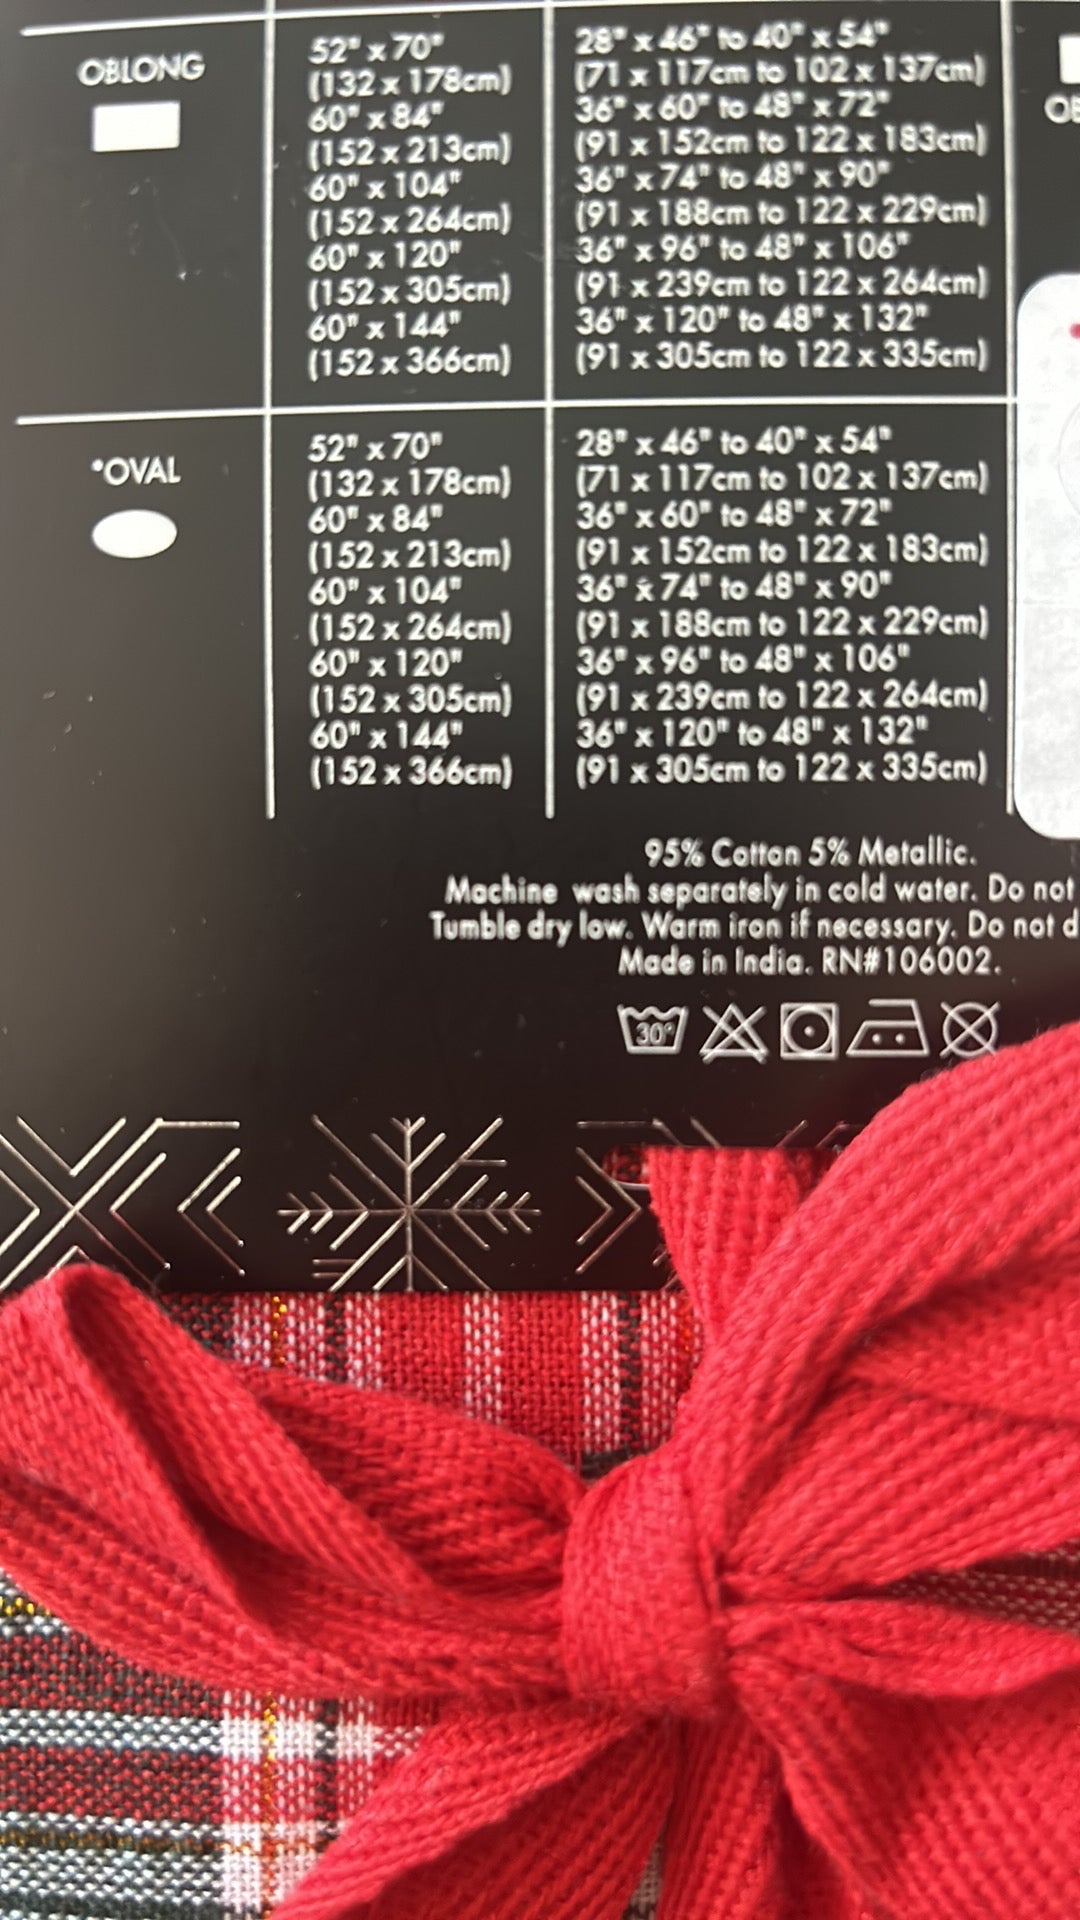 OBLONG
52" x 70"
(132 x 178cm)
60" x 84"
(152 x 213cm)
60" x 104"
(152 x 264cm)
60" x 120"
(152 x 305cm)
60" x 144"
(152 x 366cm)
28" x 46" to 40" x 54"
(71 x 117cm to 102 x 137cm)
36" x 60" to 48" x 72"
(91 x 152cm to 122 x 183cm)
36" x 74" to 48" x 90"
(91 x 188cm to 122 x 229cm)
36" x 96" to 48" x 106"
(91 x 239cm to 122 x 264cm)
36" x 120" to 48" x 132"
(91 x 305cm to 122 x 335cm)
OB
*OVAL
52" x 70"
(132 x 178cm)
60" x 84"
(152 x 213cm)
60" x 104"
(152 x 264cm)
60" x 120"
(152 x 305cm)
60" x 144"
(152 x 366cm)
28" x 46" to 40" x 54"
(71 x 117cm to 102 x 137cm)
36" x 60" to 48" x 72"
(91 x 152cm to 122 x 183cm)
36" x 74" to 48" x 90"
(91 x 188cm to 122 x 229cm)
36" x 96" to 48" x 106"
(91 x 239cm to 122 x 264cm)
36" x 120" to 48" x 132"
(91 x 305cm to 122 x 335cm)
95% Cotton 5% Metallic.
Machine wash separately in cold water. Do not
Tumble dry low. Warm iron if necessary. Do not d
Made in India. RN#106002.
30°